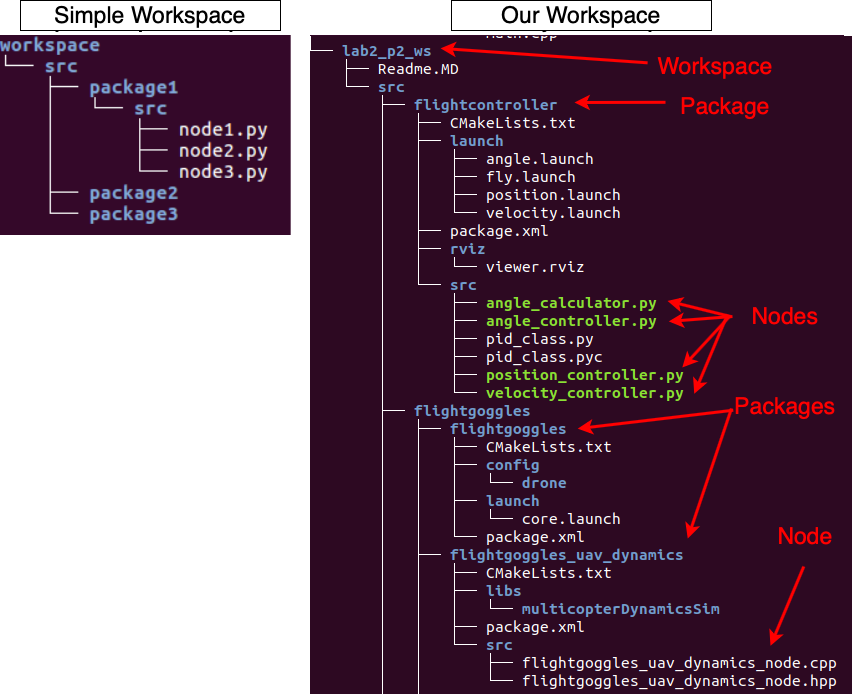 Simple Workspace
workspace
src
package1
src
node1.py
node2.py
node3.py
package2
package3
Our Workspace
lab2_p2_ws
Workspace
Readme.MD
src
flightcontroller
Package
CMakeLists.txt
launch
angle.launch
fly.launch
position.launch
velocity.launch
package.xml
rviz
viewer.rviz
src
angle_calculator.py
Nodes
angle_controller.py
pid_class.py
pid_class.pyc
position_controller.py
velocity_controller.py
flightgoggles
Packages
flightgoggles
CMakeLists.txt
config
drone
launch
core.launch
package.xml
Node
flightgoggles_uav_dynamics
CMakeLists.txt
libs
multicopterDynamicsSim
package.xml
src
flightgoggles_uav_dynamics_node.cpp
flightgoggles_uav_dynamics_node.hpp